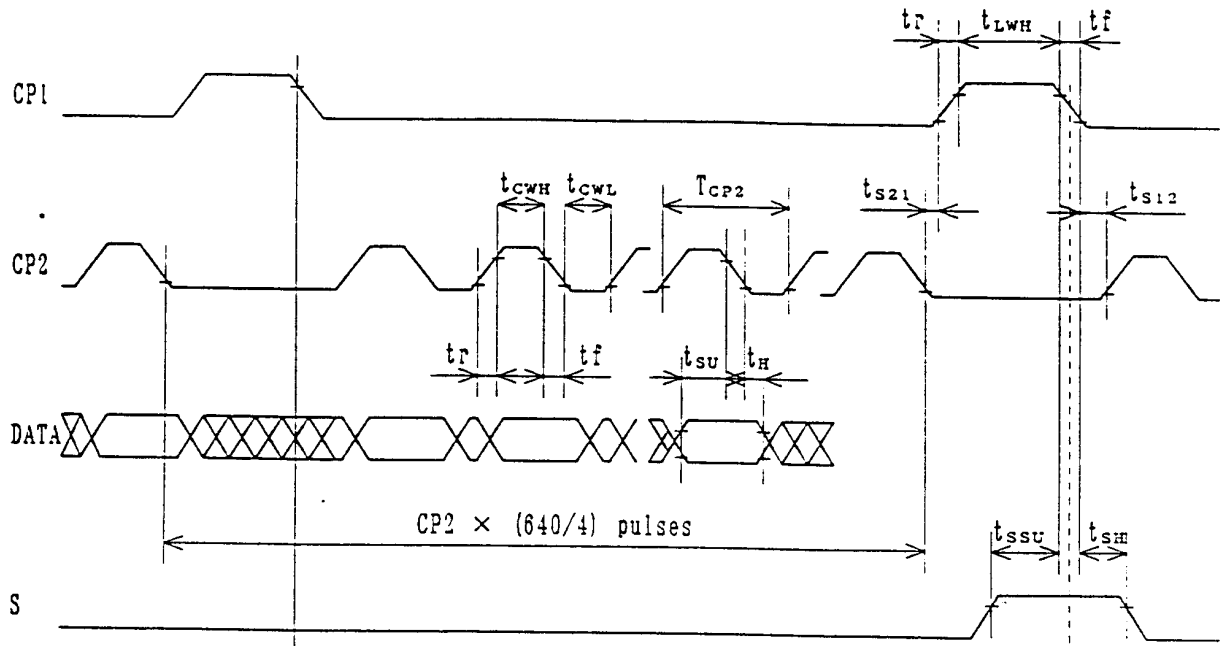 tr tLWH tf
CP1
tCWH tCWL TCP2 tS21 tS12
CP2
tr tf tSU tH
DATA
CP2 × (640/4) pulses
tSSU tSH
S